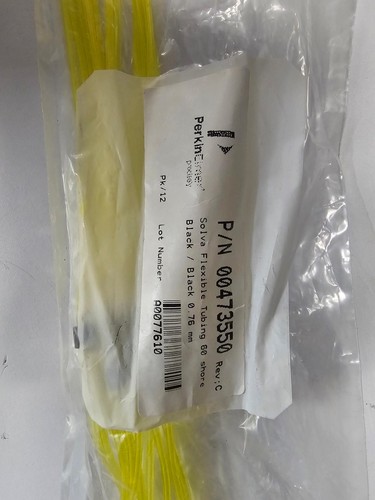 PerkinElmer
precisely
P/N 00473550 Rev:C
Solva Flexible Tubing 60 shore
Black / Black 0.76 mm
Pk/12
Lot Number
A0077610